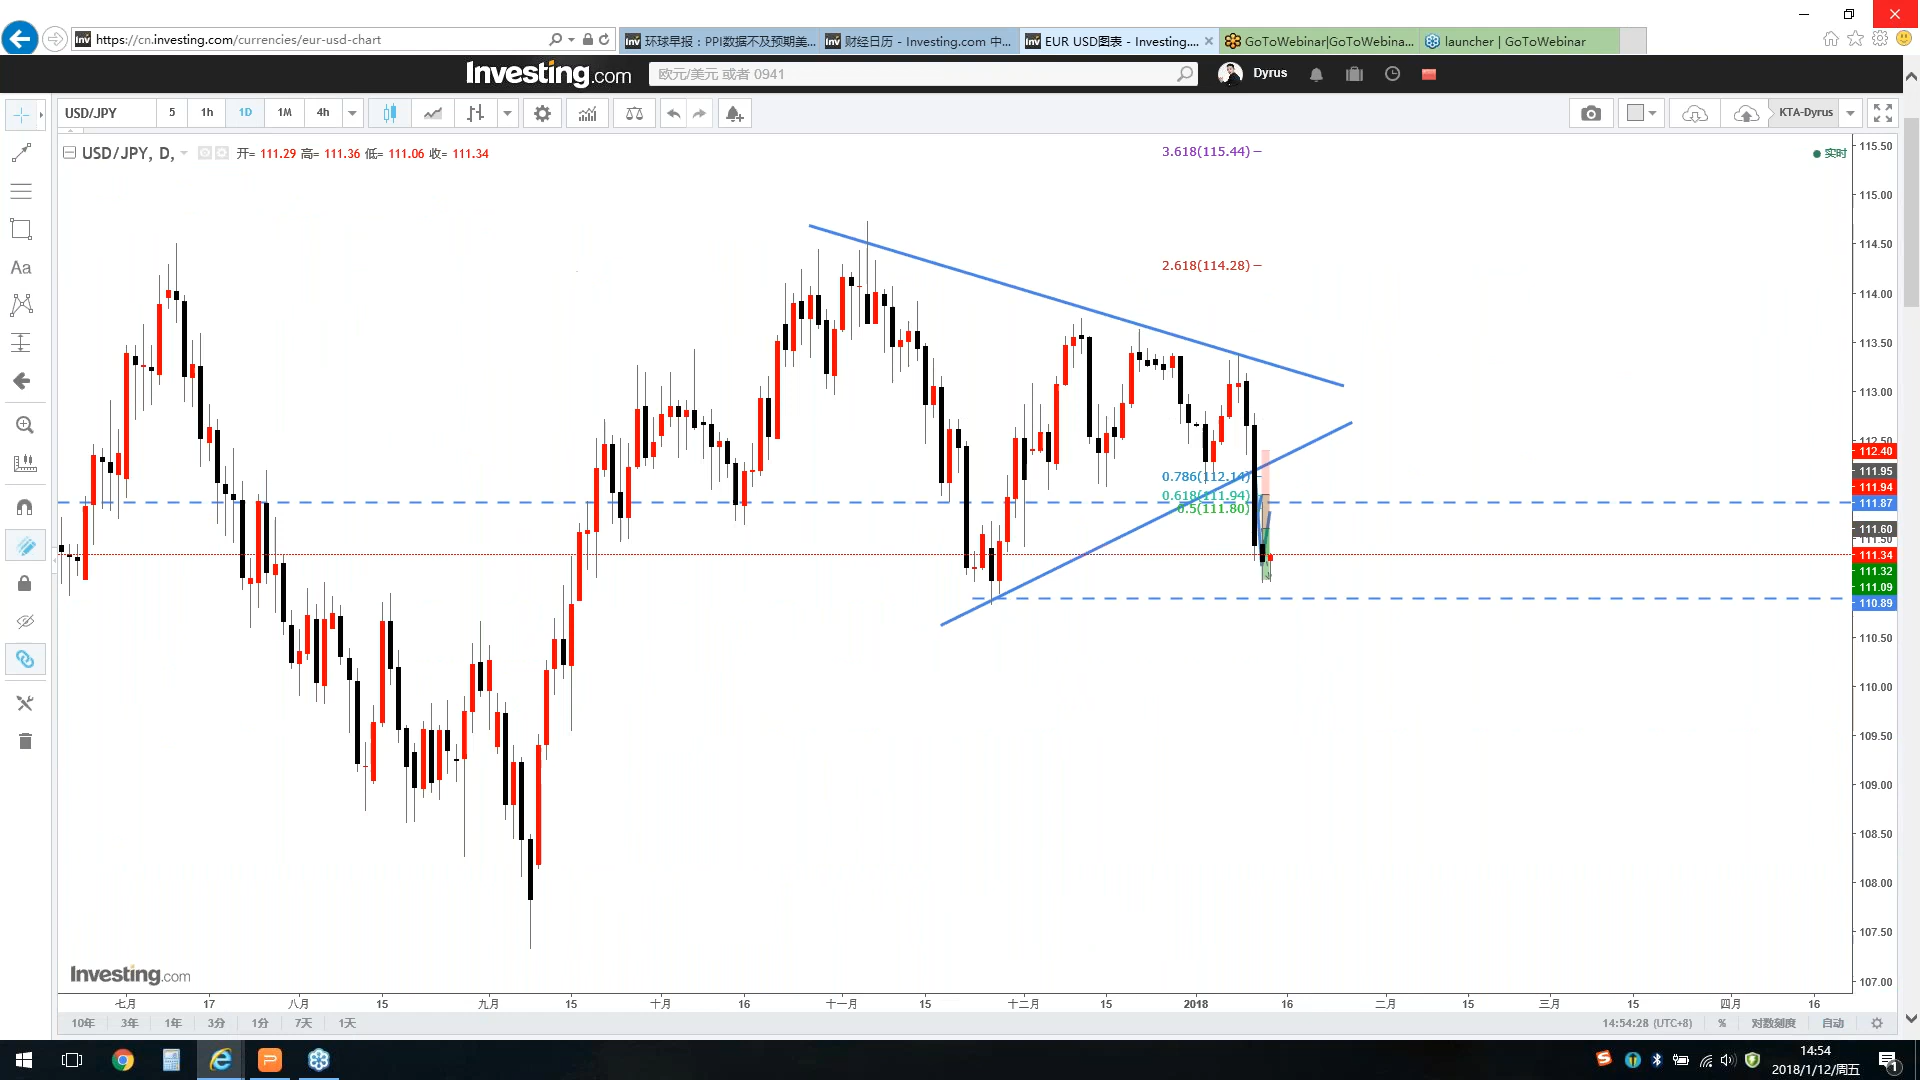 https://cn.investing.com/currencies/eur-usd-chart
环球早报：PPI数据不及预期美...
财经日历 - Investing.com 中...
EUR USD图表 - Investing....
GoToWebinar|GoToWebina...
launcher | GoToWebinar
Investing.com
欧元/美元 或者 0941
Dyrus
USD/JPY
5
1h
1D
1M
4h
KTA-Dyrus
USD/JPY, D,
开= 111.29 高= 111.36 低= 111.06 收= 111.34
实时
3.618(115.44)
2.618(114.28)
0.786(112.14)
0.618(111.94)
0.5(111.80)
115.50
115.00
114.50
114.00
113.50
113.00
112.50
112.40
111.95
111.94
111.87
111.60
111.50
111.34
111.32
111.09
110.89
110.50
110.00
109.50
109.00
108.50
108.00
107.50
107.00
Investing.com
七月 17 八月 15 九月 15 十月 16 十一月 15 十二月 15 2018 16 二月 15 三月 15 四月 16
10年 3年 1年 3分 1分 7天 1天
14:54:28 (UTC+8) % 对数刻度 自动
14:54
2018/1/12/周五